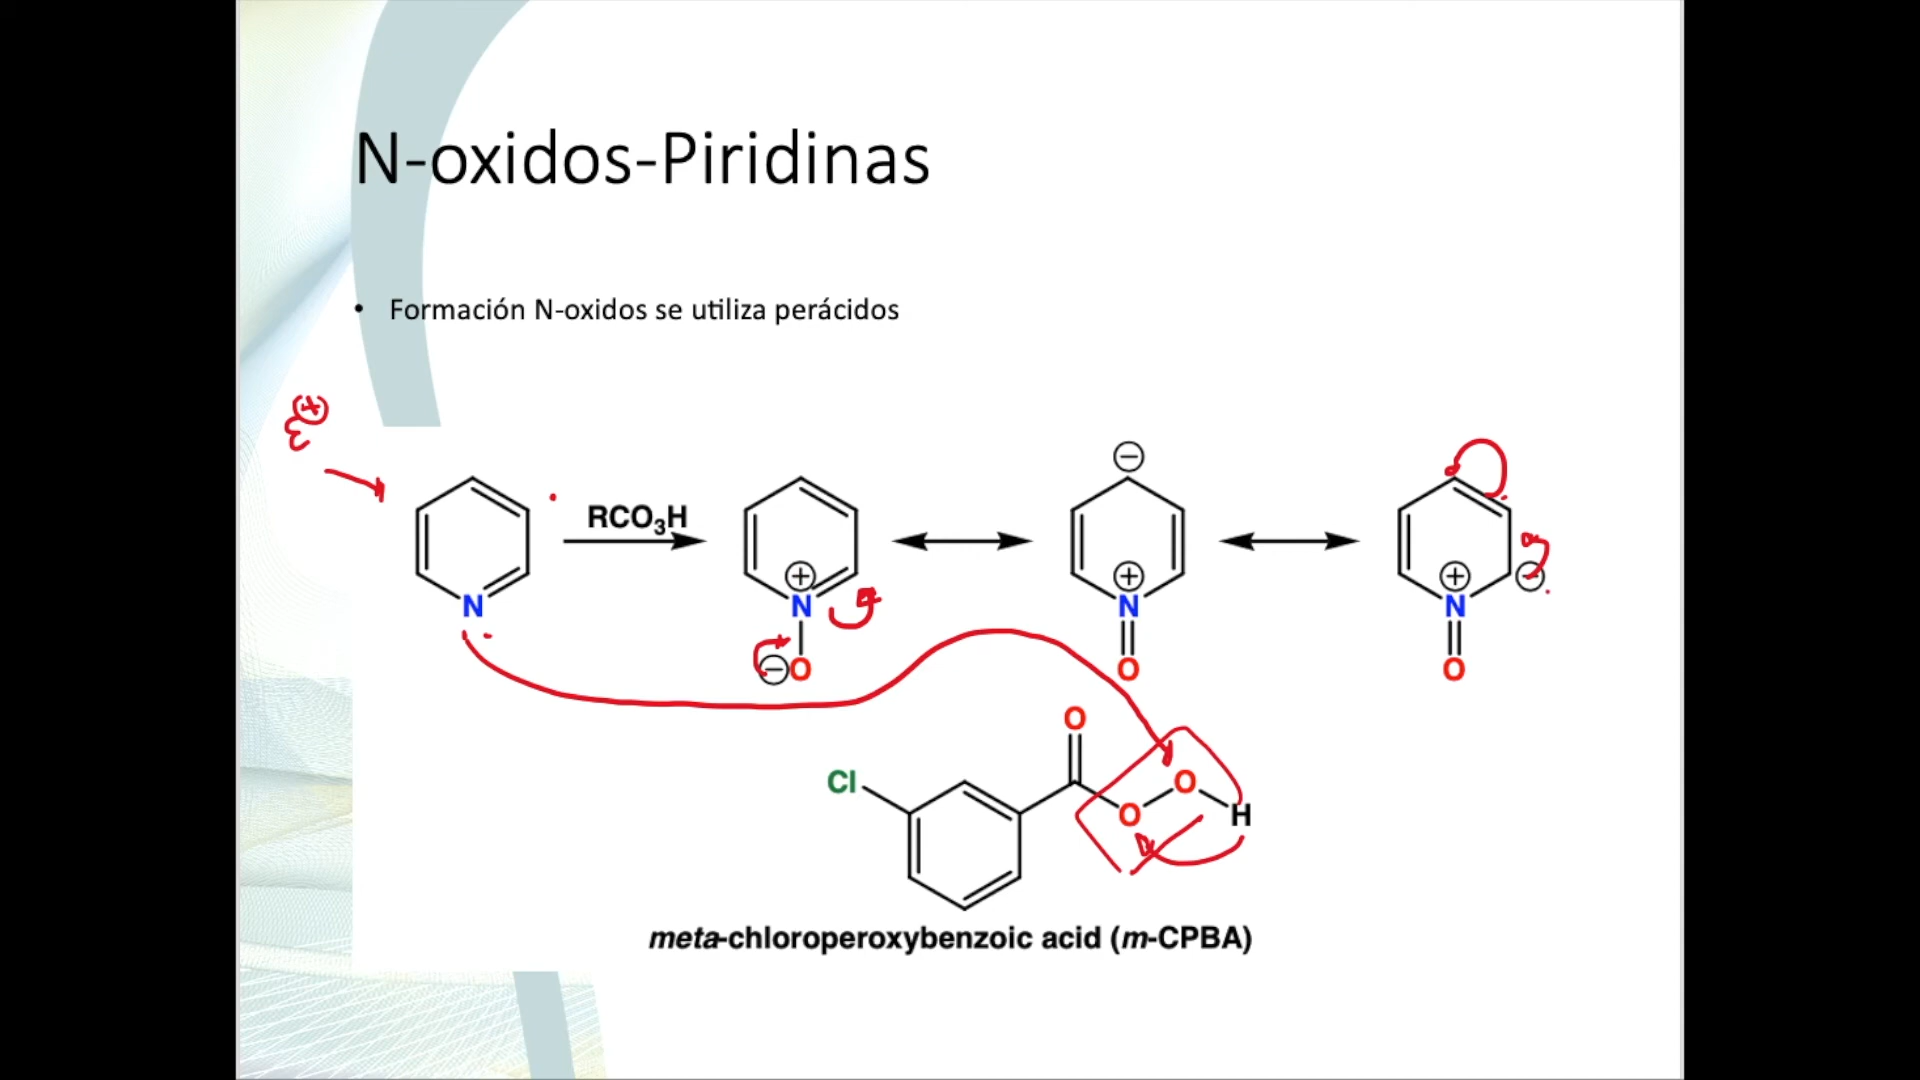 N-oxidos-Piridinas
• Formación N-oxidos se utiliza perácidos
ε⊕
RCO₃H
⊖ 
N ⊕ N ⊕ N ⊕ N ⊖
⊖ O O O
O
Cl O O H
meta-chloroperoxybenzoic acid (m-CPBA)